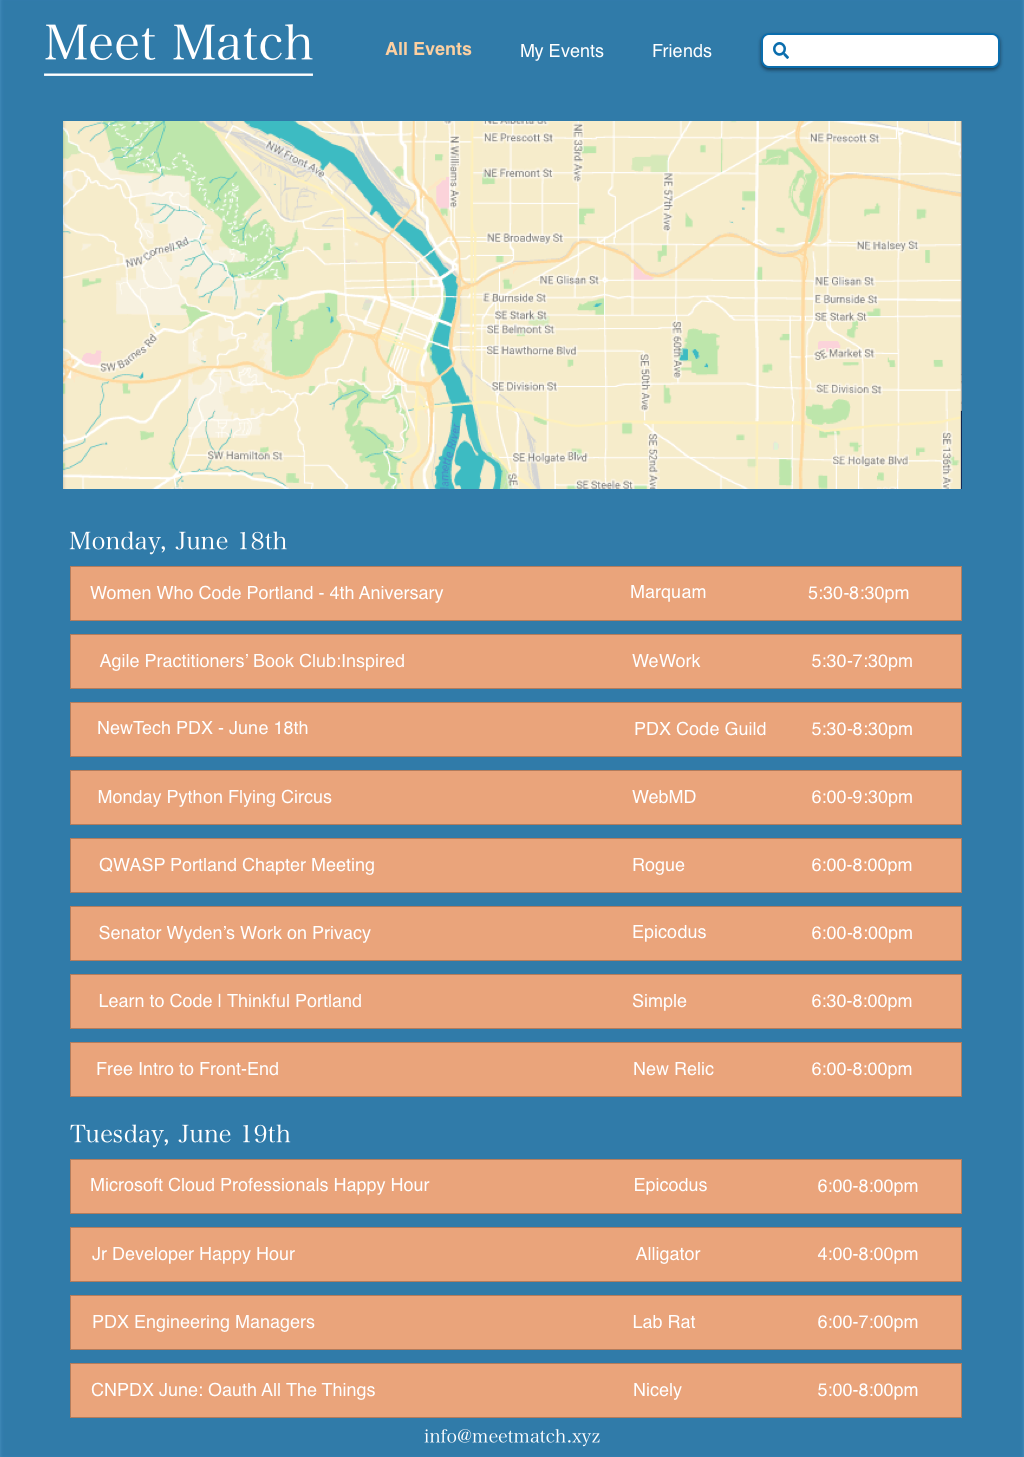 Meet Match
All Events
My Events
Friends
NE Alberta St
NE Prescott St
NE Prescott St
NW Front Ave
N Williams Ave
NE 33rd Ave
NE Fremont St
NE 57th Ave
NE Broadway St
NE Halsey St
NW Cornell Rd
NE Glisan St
NE Glisan St
E Burnside St
E Burnside St
SE Stark St
SE Stark St
SE Belmont St
SE 60th Ave
SE Hawthorne Blvd
SE Market St
SW Barnes Rd
SE 50th Ave
SE Division St
SE Division St
SW Hamilton St
SE Holgate Blvd
SE 52nd Av
SE Holgate Blvd
SE 136th Av
SE
SE Steele St
Monday, June 18th
Women Who Code Portland - 4th Aniversary Marquam 5:30-8:30pm
Agile Practitioners’ Book Club:Inspired WeWork 5:30-7:30pm
NewTech PDX - June 18th PDX Code Guild 5:30-8:30pm
Monday Python Flying Circus WebMD 6:00-9:30pm
QWASP Portland Chapter Meeting Rogue 6:00-8:00pm
Senator Wyden’s Work on Privacy Epicodus 6:00-8:00pm
Learn to Code | Thinkful Portland Simple 6:30-8:00pm
Free Intro to Front-End New Relic 6:00-8:00pm
Tuesday, June 19th
Microsoft Cloud Professionals Happy Hour Epicodus 6:00-8:00pm
Jr Developer Happy Hour Alligator 4:00-8:00pm
PDX Engineering Managers Lab Rat 6:00-7:00pm
CNPDX June: Oauth All The Things Nicely 5:00-8:00pm
info@meetmatch.xyz